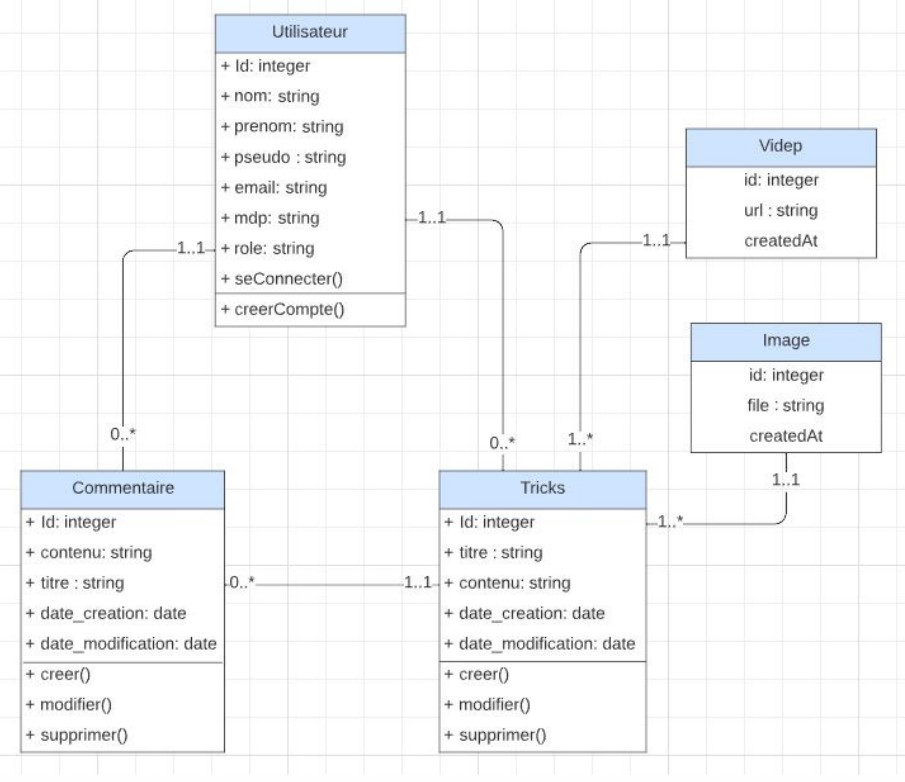 Utilisateur
+ Id: integer
+ nom: string
+ prenom: string
+ pseudo : string
+ email: string
+ mdp: string
+ role: string
+ seConnecter()
+ creerCompte()
1..1
1..1
0..*
0..*
Videp
id: integer
url : string
createdAt
1..1
1..*
Image
id: integer
file : string
createdAt
1..1
1..*
Commentaire
+ Id: integer
+ contenu: string
+ titre : string
+ date_creation: date
+ date_modification: date
+ creer()
+ modifier()
+ supprimer()
0..*
1..1
Tricks
+ Id: integer
+ titre : string
+ contenu: string
+ date_creation: date
+ date_modification: date
+ creer()
+ modifier()
+ supprimer()